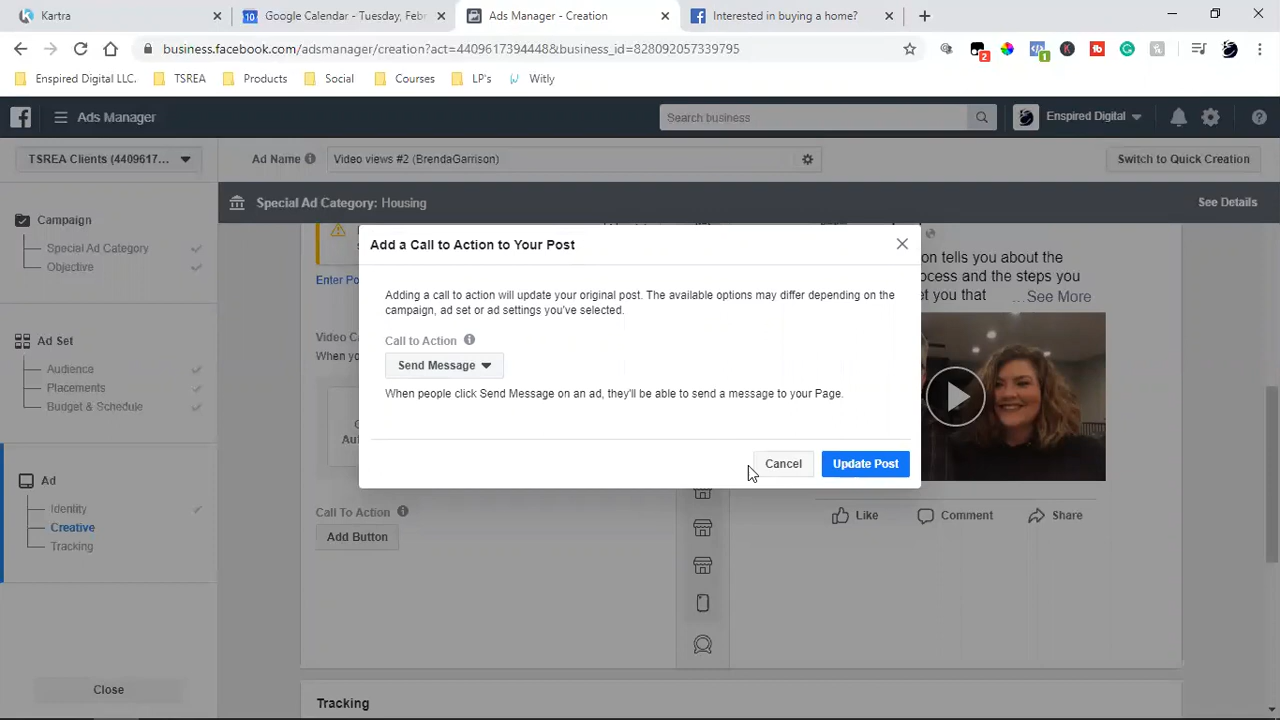 Kartra
Google Calendar - Tuesday, Febru
Ads Manager - Creation
Interested in buying a home?
business.facebook.com/adsmanager/creation?act=4409617394448&business_id=828092057339795
2
1
Enspired Digital LLC.
TSREA
Products
Social
Courses
LP's
Witly
Ads Manager
Search business
Enspired Digital
TSREA Clients (4409617...
Ad Name
Video views #2 (BrendaGarrison)
Switch to Quick Creation
Campaign
Special Ad Category: Housing
See Details
Special Ad Category
Objective
Add a Call to Action to Your Post
on tells you about the
ocess and the steps you
et you that ...See More
Enter Po
Adding a call to action will update your original post. The available options may differ depending on the
campaign, ad set or ad settings you've selected.
Video Ca
When yo
Call to Action
Ad Set
Audience
Placements
Budget & Schedule
Send Message
When people click Send Message on an ad, they'll be able to send a message to your Page.
Au
Cancel
Update Post
Ad
Identity
Creative
Tracking
Call To Action
Add Button
Like
Comment
Share
Close
Tracking